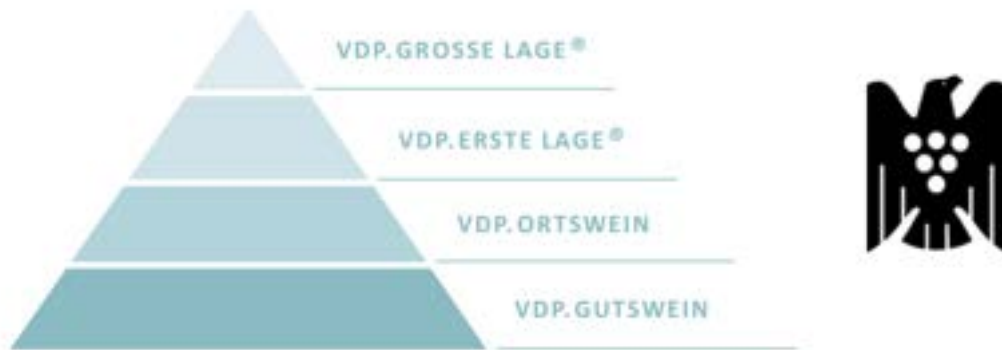 VDP.GROSSE LAGE®
VDP.ERSTE LAGE®
VDP.ORTSWEIN
VDP.GUTSWEIN